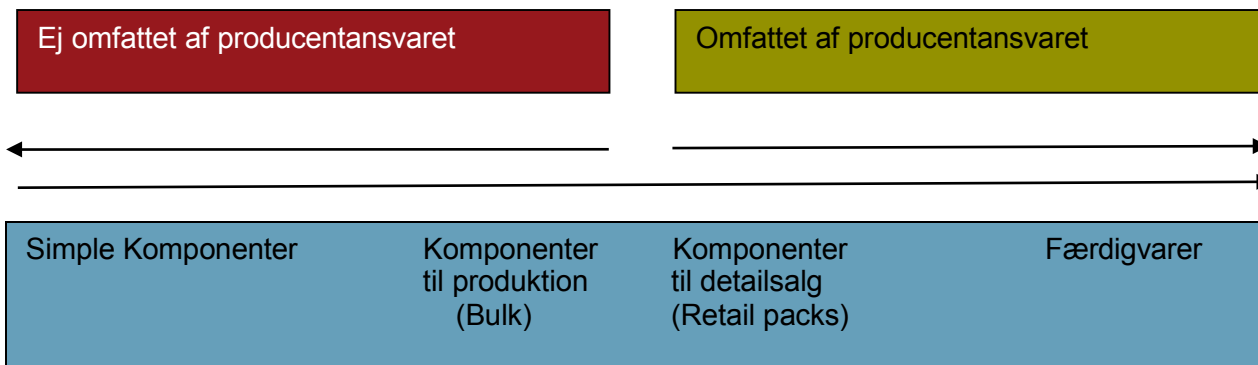 Ej omfattet af producentansvaret
Omfattet af producentansvaret
Simple Komponenter
Komponenter
til produktion
(Bulk)
Komponenter
til detailsalg
(Retail packs)
Færdigvarer